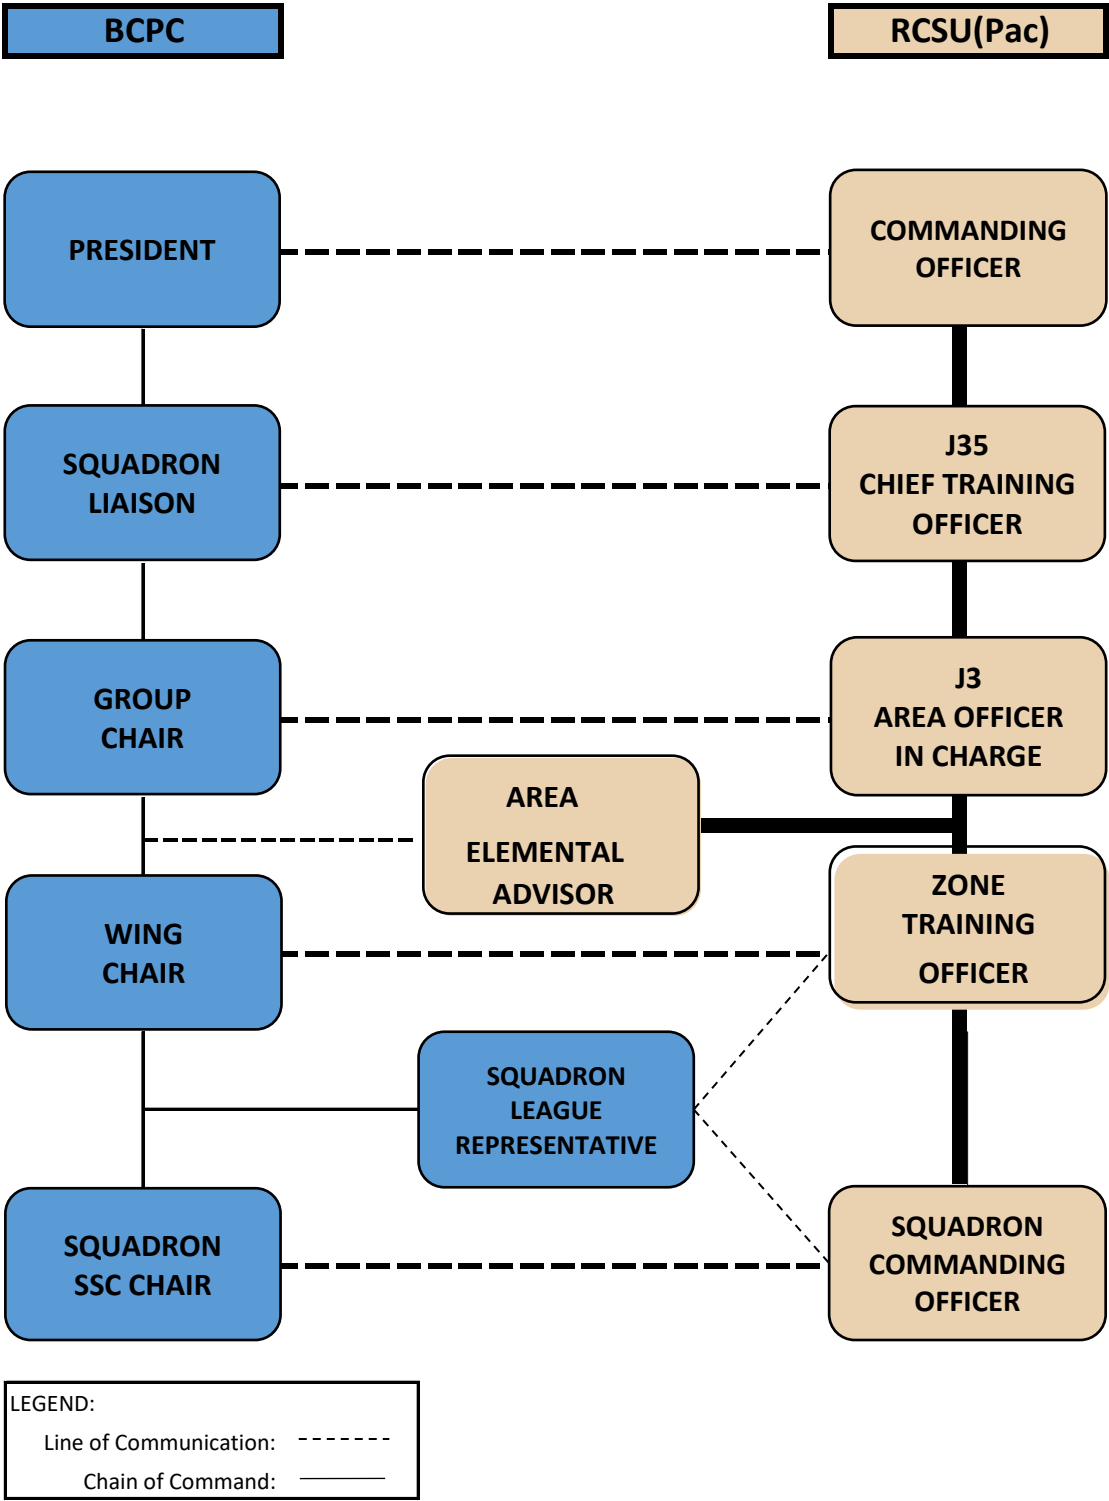 BCPC
RCSU(Pac)
PRESIDENT
COMMANDING
OFFICER
SQUADRON
LIAISON
J35
CHIEF TRAINING
OFFICER
GROUP
CHAIR
J3
AREA OFFICER
IN CHARGE
AREA
ELEMENTAL
ADVISOR
WING
CHAIR
ZONE
TRAINING
OFFICER
SQUADRON
LEAGUE
REPRESENTATIVE
SQUADRON
SSC CHAIR
SQUADRON
COMMANDING
OFFICER
LEGEND:
Line of Communication:
Chain of Command: